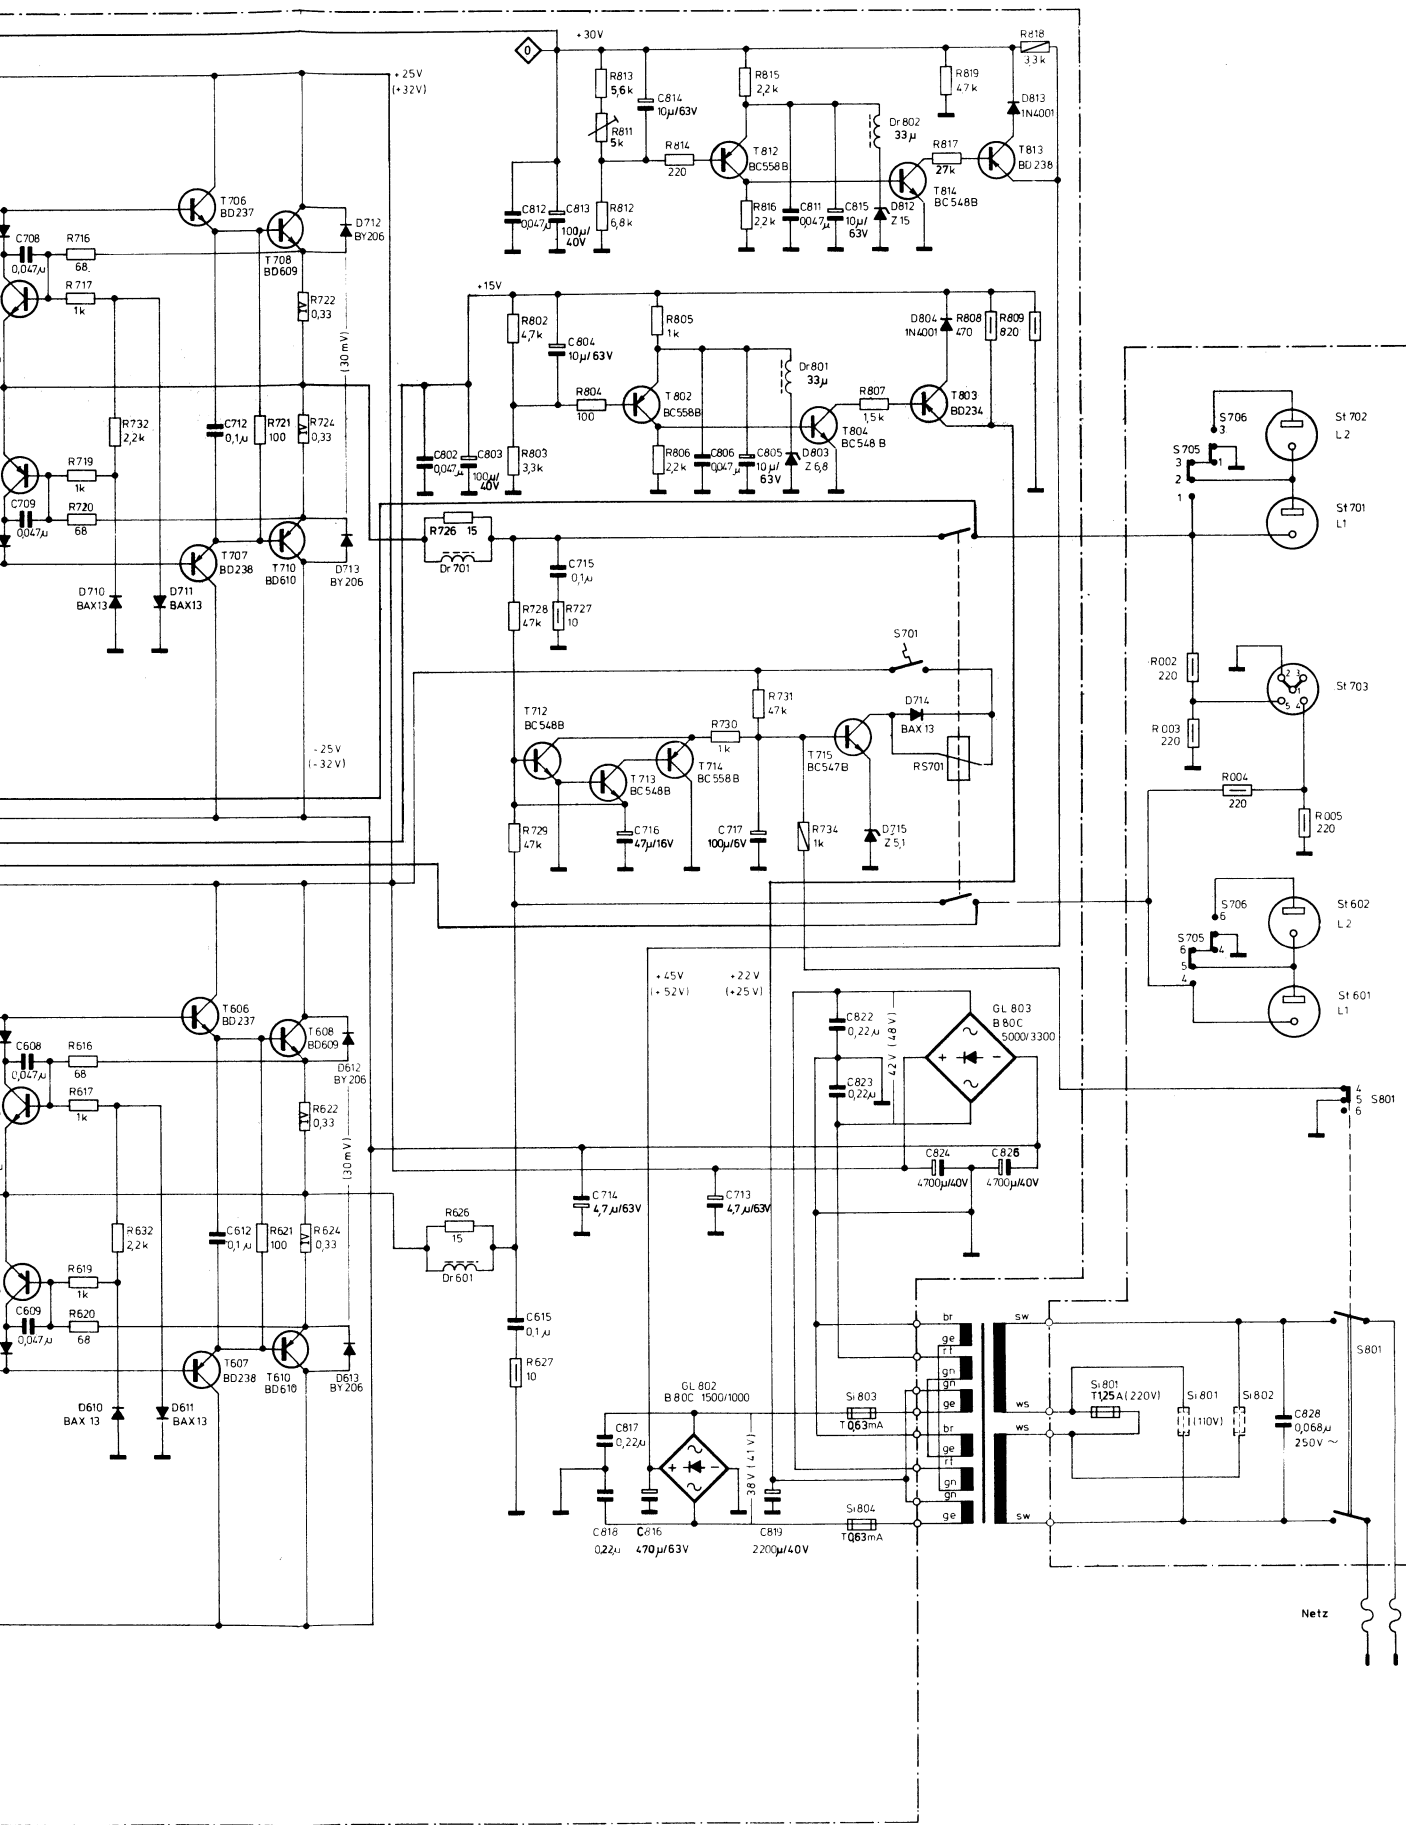 +30V
0
R818
3,3k
R813
5,6k
C814
10µ/63V
R815
2,2k
R819
4,7k
D813
1N4001
+25V
(+32V)
R811
5k
Dr802
33µ
R814
220
T812
BC558B
R817
27k
T813
BD238
T814
BC548B
T706
BD237
C812
0,047µ
C813
100µ/
40V
R812
6,8k
R816
2,2k
C811
0,047µ
C815
10µ/
63V
D812
Z15
D712
BY206
C708
0,047µ
R716
68
T708
BD609
R717
1k
R722
0,33
(30mV)
+15V
R802
4,7k
C804
10µ/63V
R805
1k
D804
1N4001
R808
470
R809
820
Dr801
33µ
R804
100
T802
BC558B
R807
1,5k
T803
BD234
T804
BC548B
R732
2,2k
C712
0,1µ
R721
100
R724
0,33
C802
0,047µ
C803
100µ/
40V
R803
3,3k
R806
2,2k
C806
0,047µ
C805
10µ/
63V
D803
Z6,8
R719
1k
C709
0,047µ
R720
68
T707
BD238
T710
BD610
D713
BY206
D710
BAX13
D711
BAX13
R726 15
Dr701
S706
3
S705
3 1
2
1
St702
L2
St701
L1
C715
0,1µ
R728
47k
R727
10
S701
R731
47k
D714
BAX13
T712
BC548B
R730
1k
T714
BC558B
T713
BC548B
T715
BC547B
RS701
R729
47k
C716
47µ/16V
C717
100µ/6V
R734
1k
D715
Z5,1
-25V
(-32V)
R002
220
R003
220
2 3
1
5 4
St703
R004
220
R005
220
S706
6
S705
6 4
5
4
St602
L2
St601
L1
+45V
(+52V)
+22V
(+25V)
C822
0,22µ
C823
0,22µ
42V (48V)
GL803
B80C
5000/3300
T606
BD237
T608
BD609
C608
0,047µ
R616
68
D612
BY206
R617
1k
R622
0,33
(30mV)
4
5
6
S801
C824
4700µ/40V
C826
4700µ/40V
C714
4,7µ/63V
C713
4,7µ/63V
R632
2,2k
C612
0,1µ
R621
100
R624
0,33
R626
15
Dr601
R619
1k
C609
0,047µ
R620
68
T607
BD238
T610
BD610
D613
BY206
D610
BAX13
D611
BAX13
C615
0,1µ
R627
10
GL802
B80C 1500/1000
C817
0,22µ
C818
0,22µ
C816
470µ/63V
38V (41V)
C819
2200µ/40V
Si803
T0,63mA
Si804
T0,63mA
br
ge
rt
gn
gn
ge
br
ge
rt
gn
gn
ge
sw
ws
ws
sw
Si801
T1,25A(220V)
Si801
(110V)
Si802
C828
0,068µ
250V ~
S801
Netz